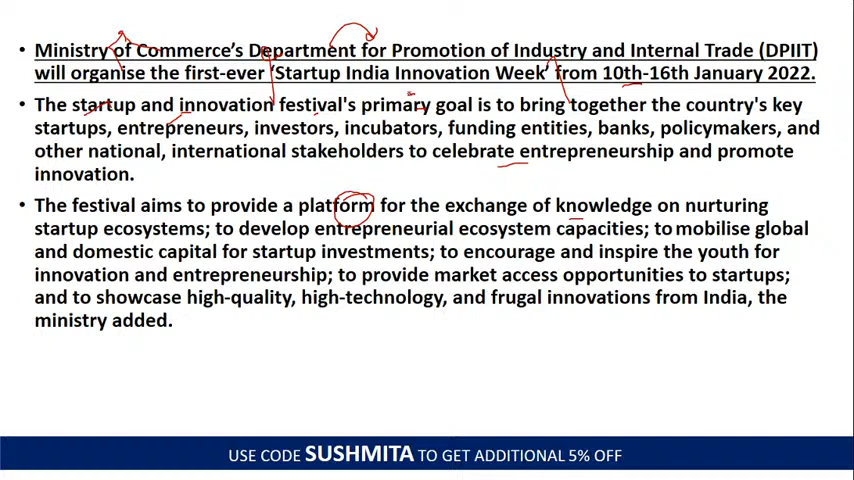 • Ministry of Commerce's Department for Promotion of Industry and Internal Trade (DPIIT)
will organise the first-ever 'Startup India Innovation Week' from 10th-16th January 2022.
• The startup and innovation festival's primary goal is to bring together the country's key
startups, entrepreneurs, investors, incubators, funding entities, banks, policymakers, and
other national, international stakeholders to celebrate entrepreneurship and promote
innovation.
• The festival aims to provide a platform for the exchange of knowledge on nurturing
startup ecosystems; to develop entrepreneurial ecosystem capacities; to mobilise global
and domestic capital for startup investments; to encourage and inspire the youth for
innovation and entrepreneurship; to provide market access opportunities to startups;
and to showcase high-quality, high-technology, and frugal innovations from India, the
ministry added.
USE CODE SUSHMITA TO GET ADDITIONAL 5% OFF